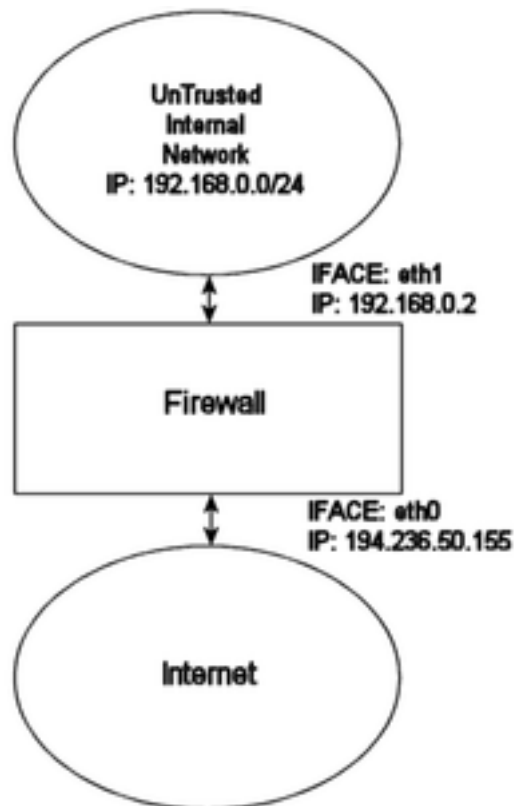 UnTrusted
Internal
Network
IP: 192.168.0.0/24
IFACE: eth1
IP: 192.168.0.2
Firewall
IFACE: eth0
IP: 194.236.50.155
Internet